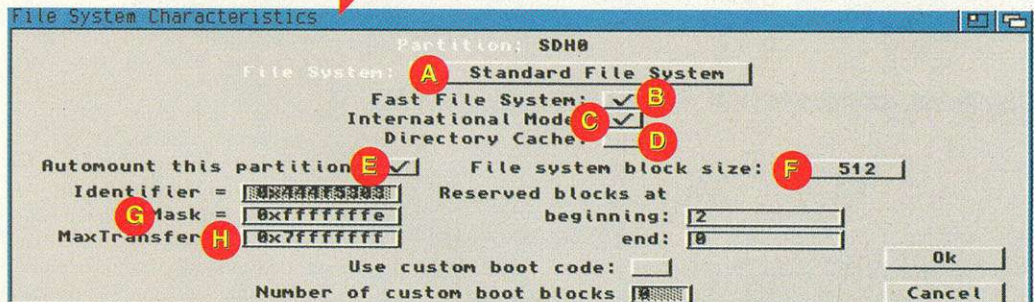 File System Characteristics
Partition: SDH0
File System: A Standard File System
Fast File System: B
International Mode C
Directory Cache: D
Automount this partition E
File system block size: F 512
Identifier = 0x444f5303
Reserved blocks at
G Mask = 0xfffffffe
beginning: 2
MaxTransfer H 0x7fffffff
end: 0
Use custom boot code:
Ok
Number of custom boot blocks 0
Cancel